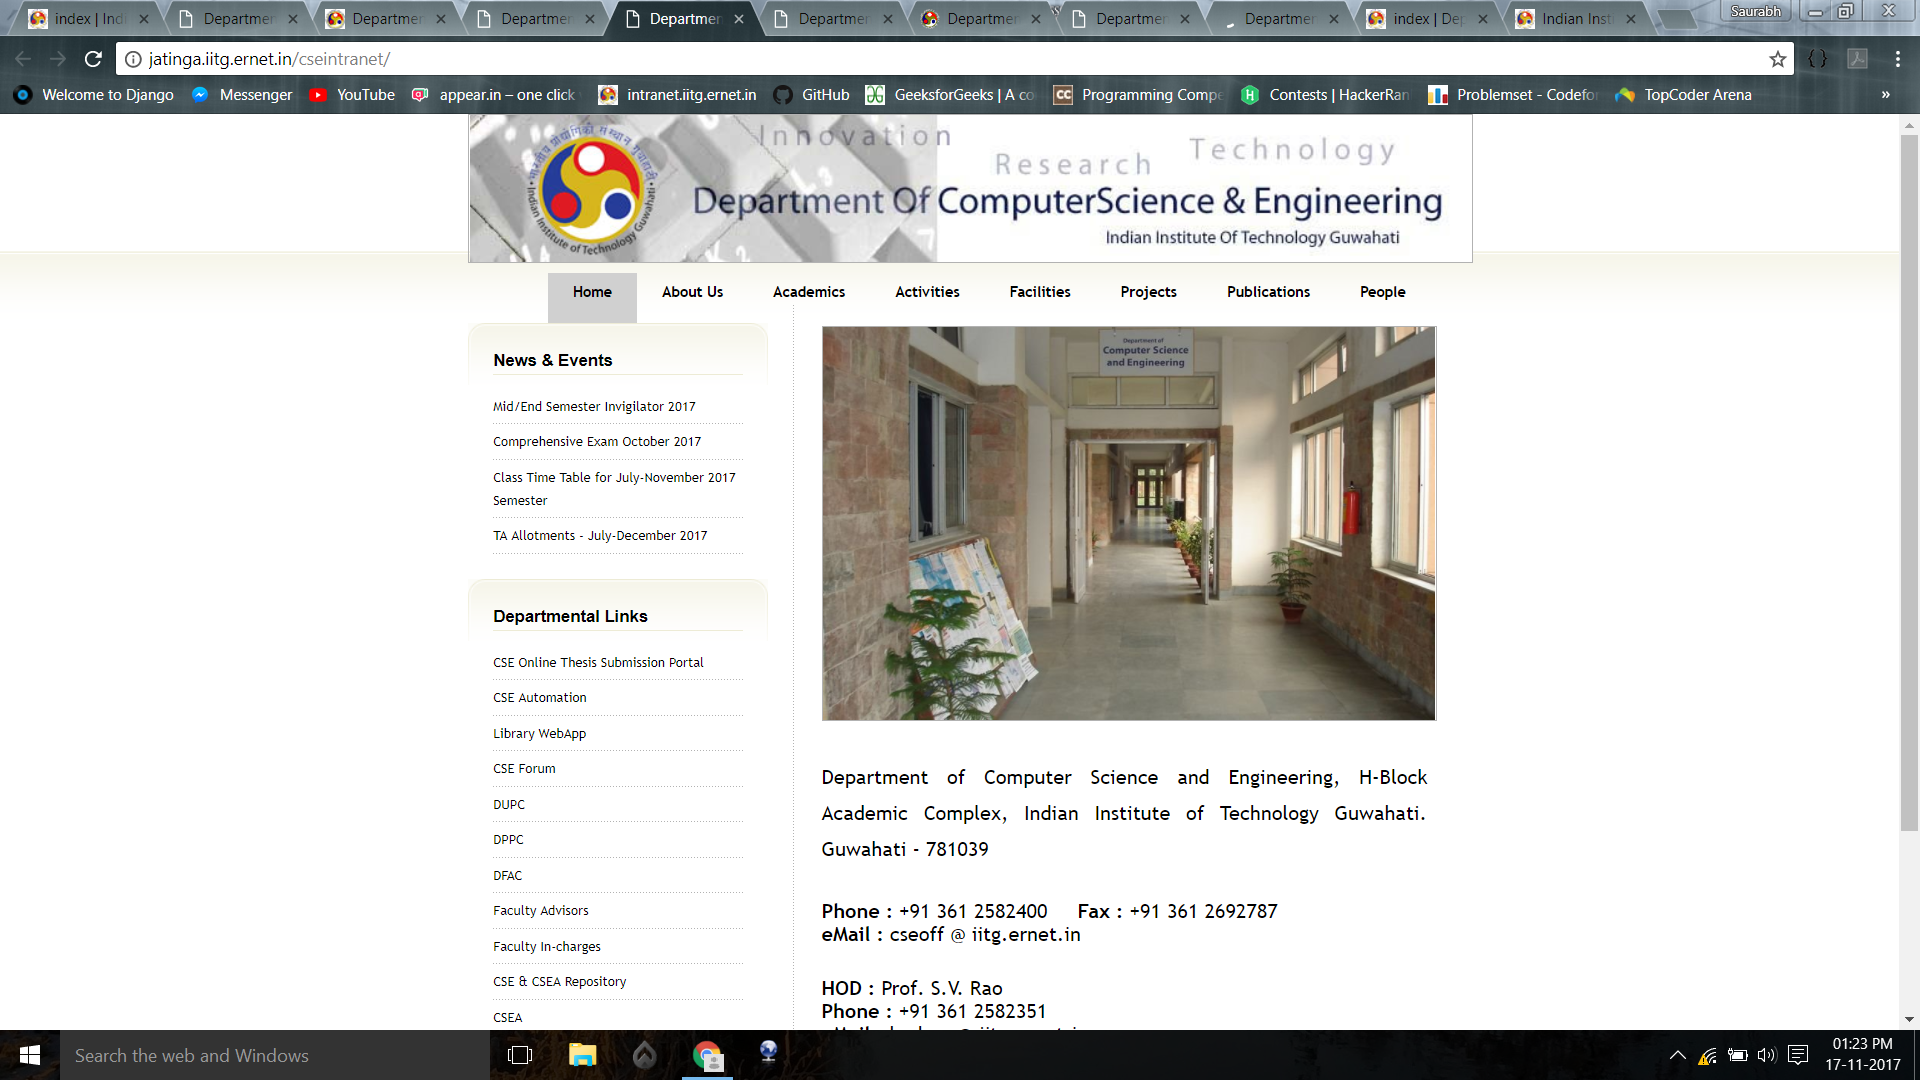 index | Indi
Departmen
Departmen
Departmen
Departmen
Departmen
Departmen
Departmen
Departmen
index | Dep
Indian Insti
Saurabh
jatinga.iitg.ernet.in/cseintranet/
Welcome to Django
Messenger
YouTube
appear.in – one click
intranet.iitg.ernet.in
GitHub
GeeksforGeeks | A co
CC Programming Compe
Contests | HackerRan
Problemset - Codefor
TopCoder Arena
»
भारतीय प्रौद्योगिकी संस्थान गुवाहाटी
Indian Institute of Technology Guwahati
Innovation
Research
Technology
Department Of ComputerScience & Engineering
Indian Institute Of Technology Guwahati
Home
About Us
Academics
Activities
Facilities
Projects
Publications
People
News & Events
Mid/End Semester Invigilator 2017
Comprehensive Exam October 2017
Class Time Table for July-November 2017
Semester
TA Allotments - July-December 2017
Departmental Links
CSE Online Thesis Submission Portal
CSE Automation
Library WebApp
CSE Forum
DUPC
DPPC
DFAC
Faculty Advisors
Faculty In-charges
CSE & CSEA Repository
CSEA
Department of
Computer Science
and Engineering
Department of Computer Science and Engineering, H-Block
Academic Complex, Indian Institute of Technology Guwahati.
Guwahati - 781039
Phone : +91 361 2582400 Fax : +91 361 2692787
eMail : cseoff @ iitg.ernet.in
HOD : Prof. S.V. Rao
Phone : +91 361 2582351
Search the web and Windows
01:23 PM
17-11-2017